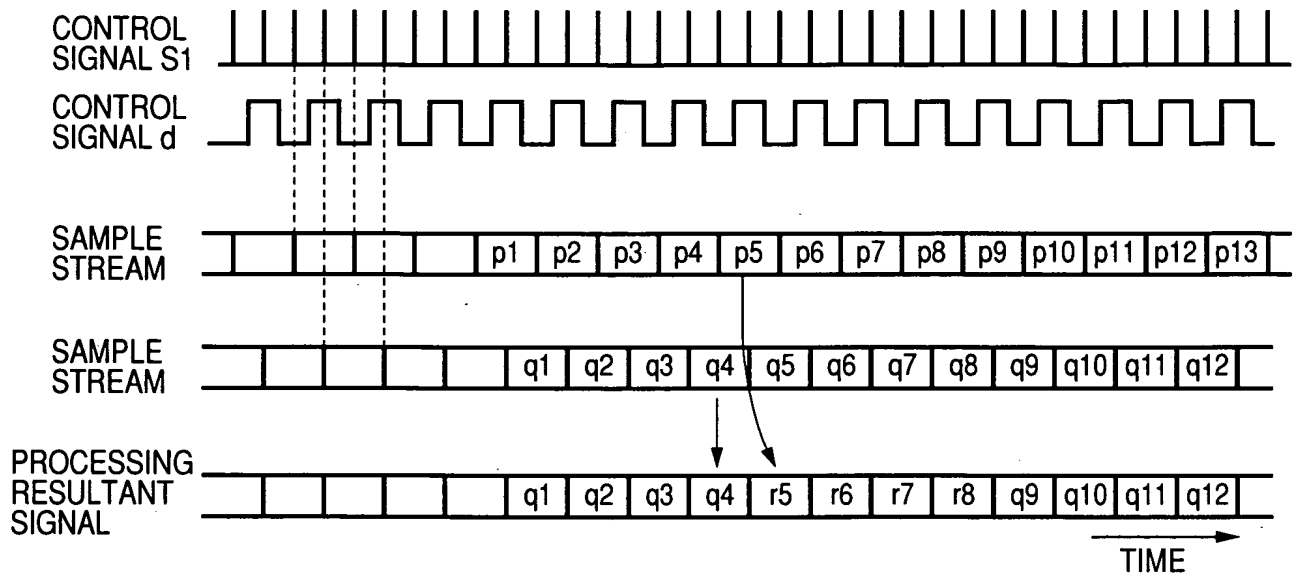 CONTROL
SIGNAL S1
CONTROL
SIGNAL d
SAMPLE
STREAM
p1 p2 p3 p4 p5 p6 p7 p8 p9 p10 p11 p12 p13
SAMPLE
STREAM
q1 q2 q3 q4 q5 q6 q7 q8 q9 q10 q11 q12
PROCESSING
RESULTANT
SIGNAL
q1 q2 q3 q4 r5 r6 r7 r8 q9 q10 q11 q12
TIME